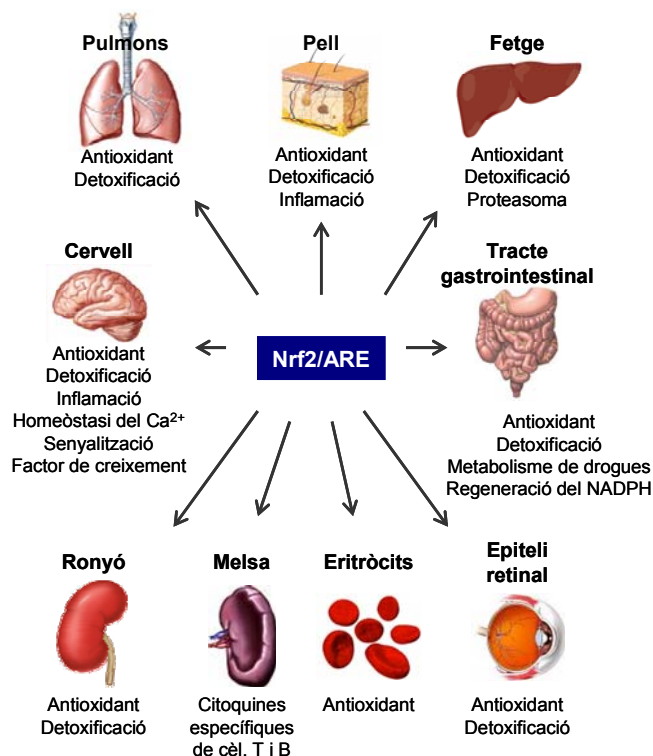 Pulmons
Antioxidant
Detoxificació
Pell
Antioxidant
Detoxificació
Inflamació
Fetge
Antioxidant
Detoxificació
Proteasoma
Cervell
Antioxidant
Detoxificació
Inflamació
Homeòstasi del Ca²⁺
Senyalització
Factor de creixement
Nrf2/ARE
Tracte
gastrointestinal
Antioxidant
Detoxificació
Metabolisme de drogues
Regeneració del NADPH
Ronyó
Antioxidant
Detoxificació
Melsa
Citoquines
específiques
de cèl. T i B
Eritròcits
Antioxidant
Epiteli
retinal
Antioxidant
Detoxificació